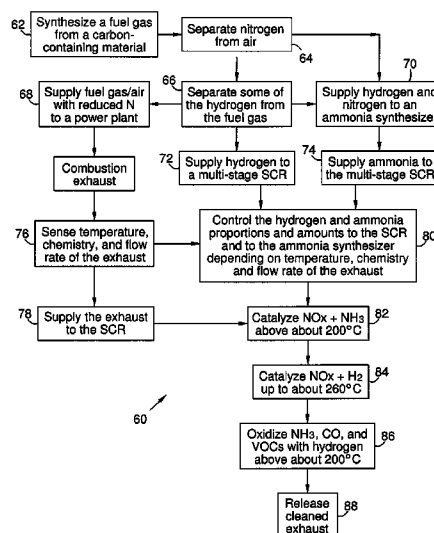 62
Synthesize a fuel gas
from a carbon-
containing material
Separate nitrogen
from air
64
68
Supply fuel gas/air
with reduced N
to a power plant
66
Separate some of
the hydrogen from
the fuel gas
70
Supply hydrogen and
nitrogen to an
ammonia synthesizer
Combustion
exhaust
72
Supply hydrogen to
a multi-stage SCR
74
Supply ammonia to
the multi-stage SCR
76
Sense temperature,
chemistry, and flow
rate of the exhaust
Control the hydrogen and ammonia
proportions and amounts to the SCR
and to the ammonia synthesizer
depending on temperature, chemistry
and flow rate of the exhaust
80
78
Supply the exhaust
to the SCR
Catalyze NOx + NH3
above about 200°C
82
Catalyze NOx + H2
up to about 260°C
84
60
Oxidize NH3, CO, and
VOCs with hydrogen
above about 200°C
86
Release
cleaned
exhaust
88